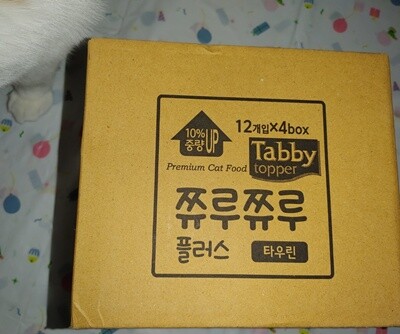 10%
중량 UP
12개입×4box
Tabby
topper
Premium Cat Food
쮸루쮸루
플러스 타우린